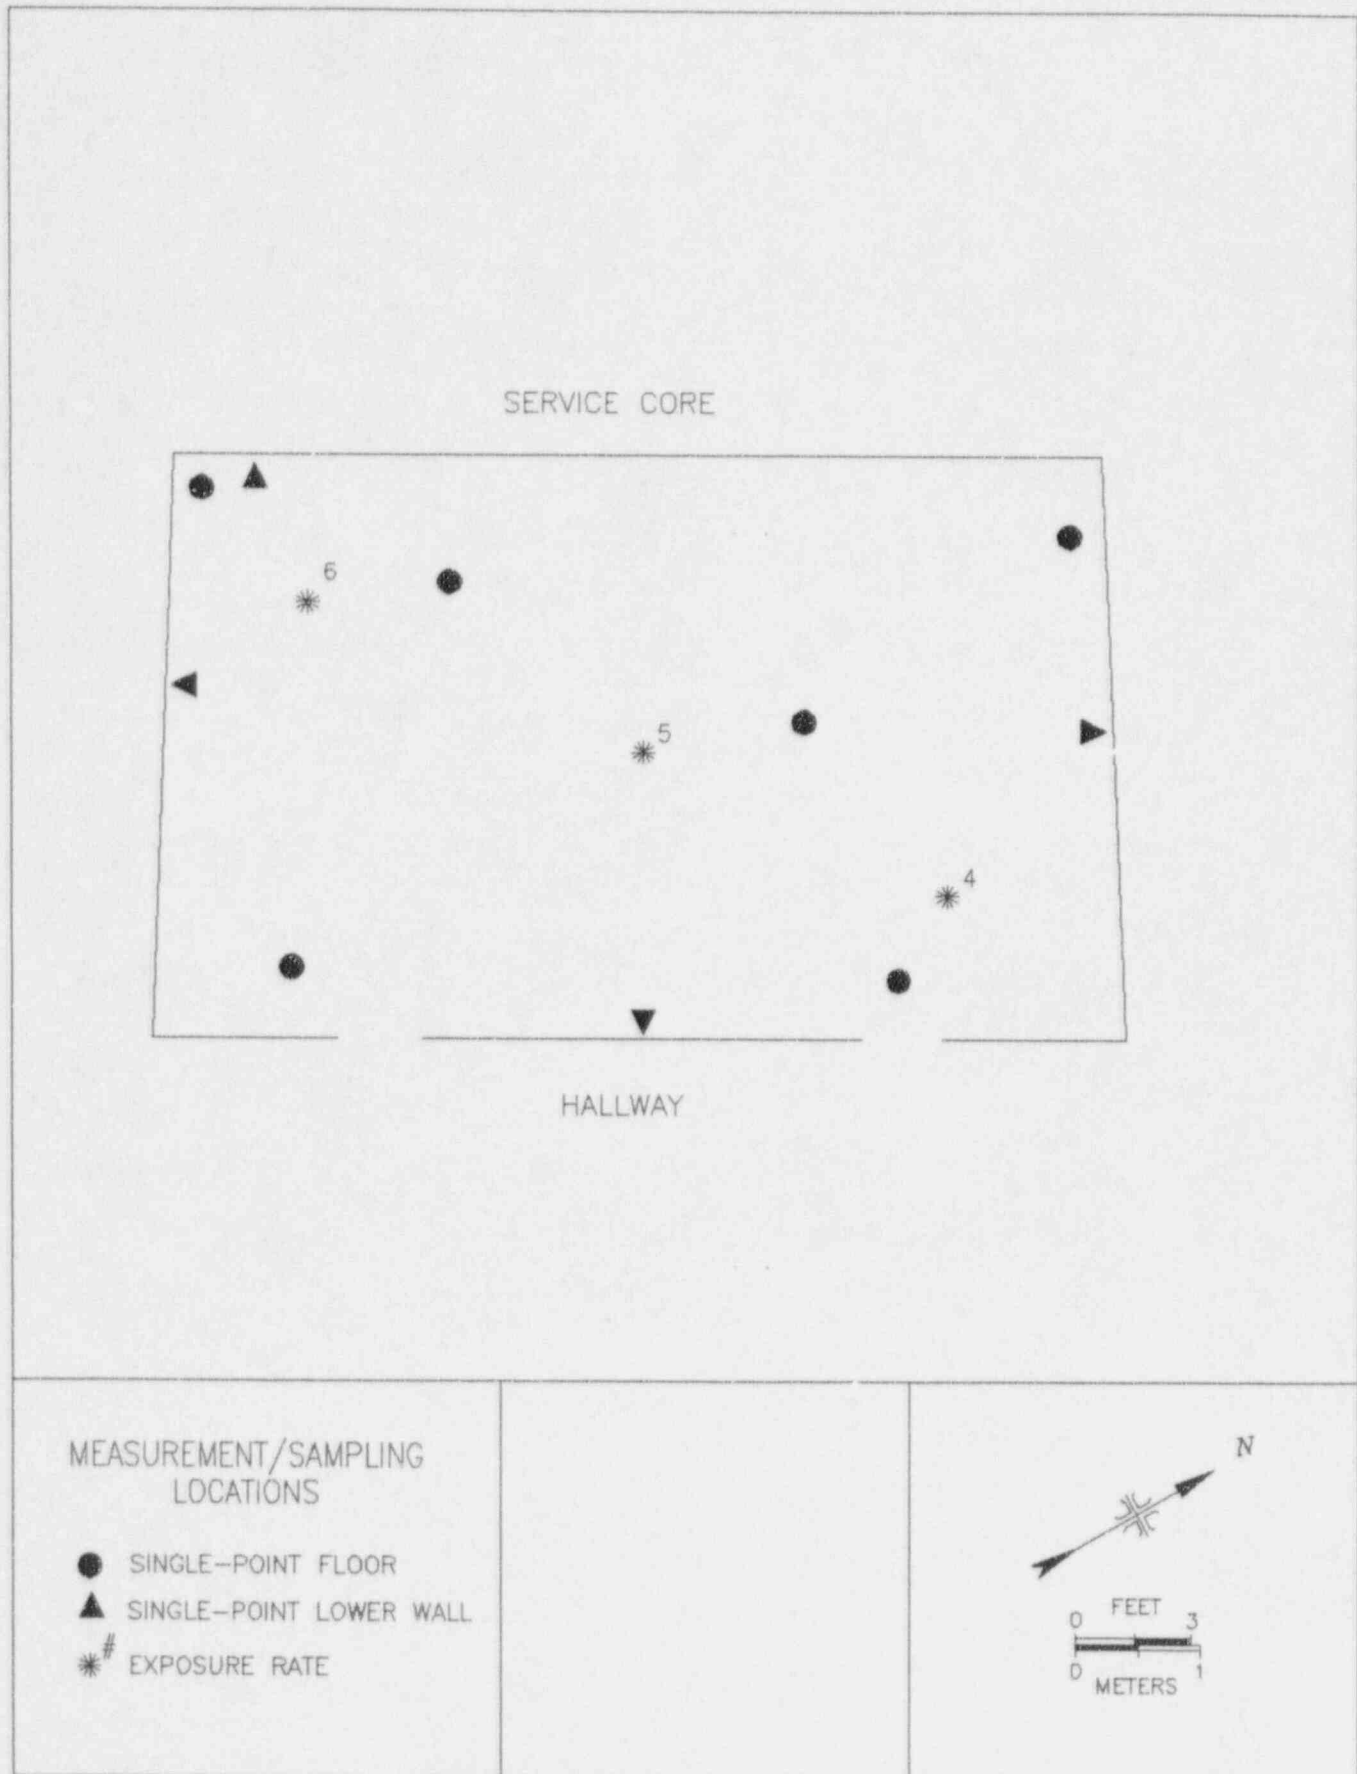 SERVICE CORE
6
5
4
HALLWAY
MEASUREMENT/SAMPLING
LOCATIONS
SINGLE-POINT FLOOR
SINGLE-POINT LOWER WALL
# EXPOSURE RATE
N
FEET
0 3
0 1
METERS